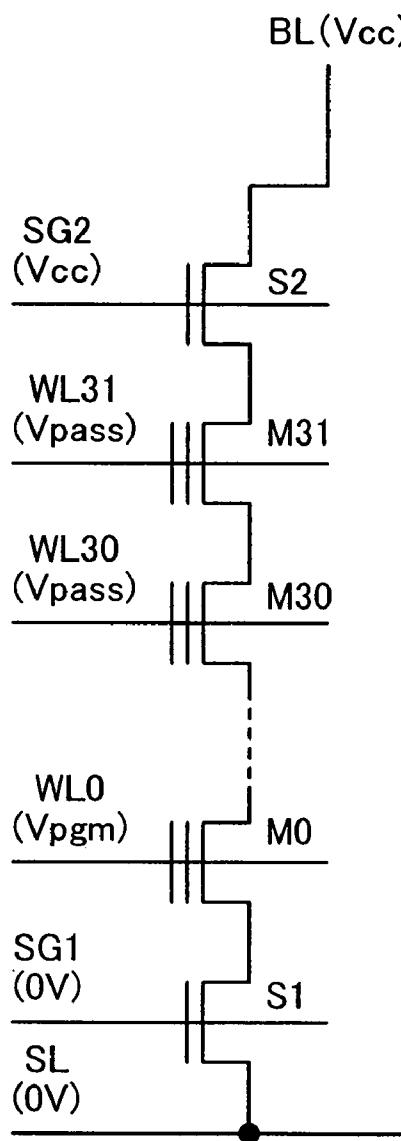 BL(Vcc)
SG2
(Vcc)
S2
WL31
(Vpass)
M31
WL30
(Vpass)
M30
WL0
(Vpgm)
M0
SG1
(0V)
S1
SL
(0V)